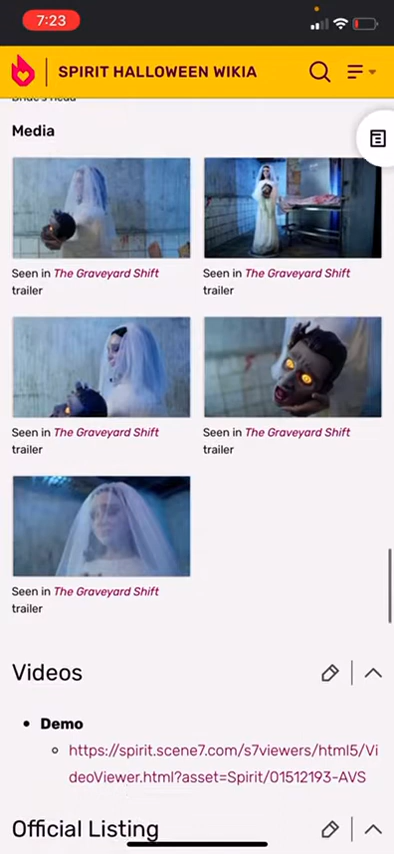 7:23
SPIRIT HALLOWEEN WIKIA
Bride's Head
Media
Seen in The Graveyard Shift
trailer
Seen in The Graveyard Shift
trailer
Seen in The Graveyard Shift
trailer
Seen in The Graveyard Shift
trailer
Seen in The Graveyard Shift
trailer
Videos
Demo
https://spirit.scene7.com/s7viewers/html5/Vi
deoViewer.html?asset=Spirit/01512193-AVS
Official Listing